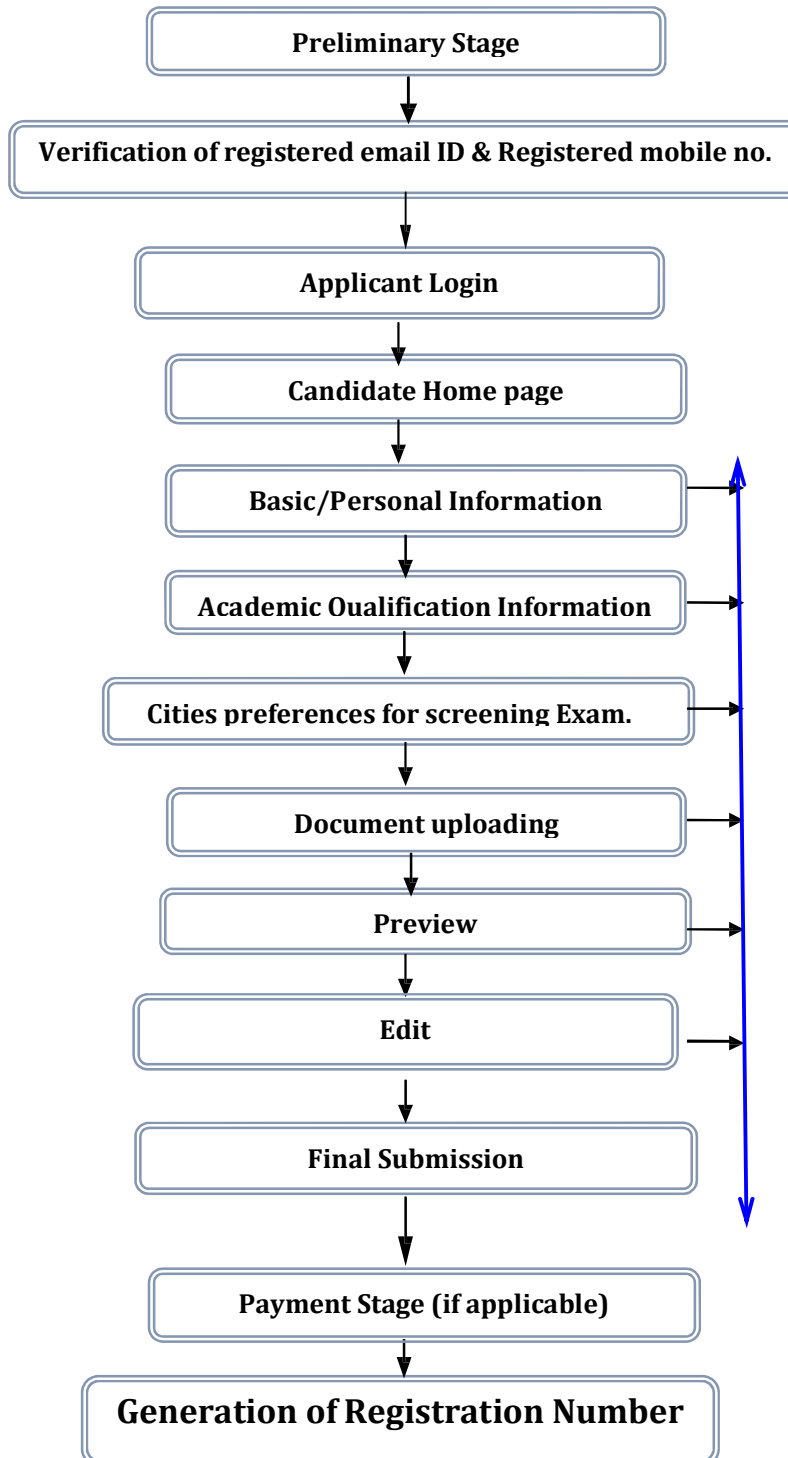 Preliminary Stage
Verification of registered email ID & Registered mobile no.
Applicant Login
Candidate Home page
Basic/Personal Information
Academic Qualification Information
Cities preferences for screening Exam.
Document uploading
Preview
Edit
Final Submission
Payment Stage (if applicable)
Generation of Registration Number